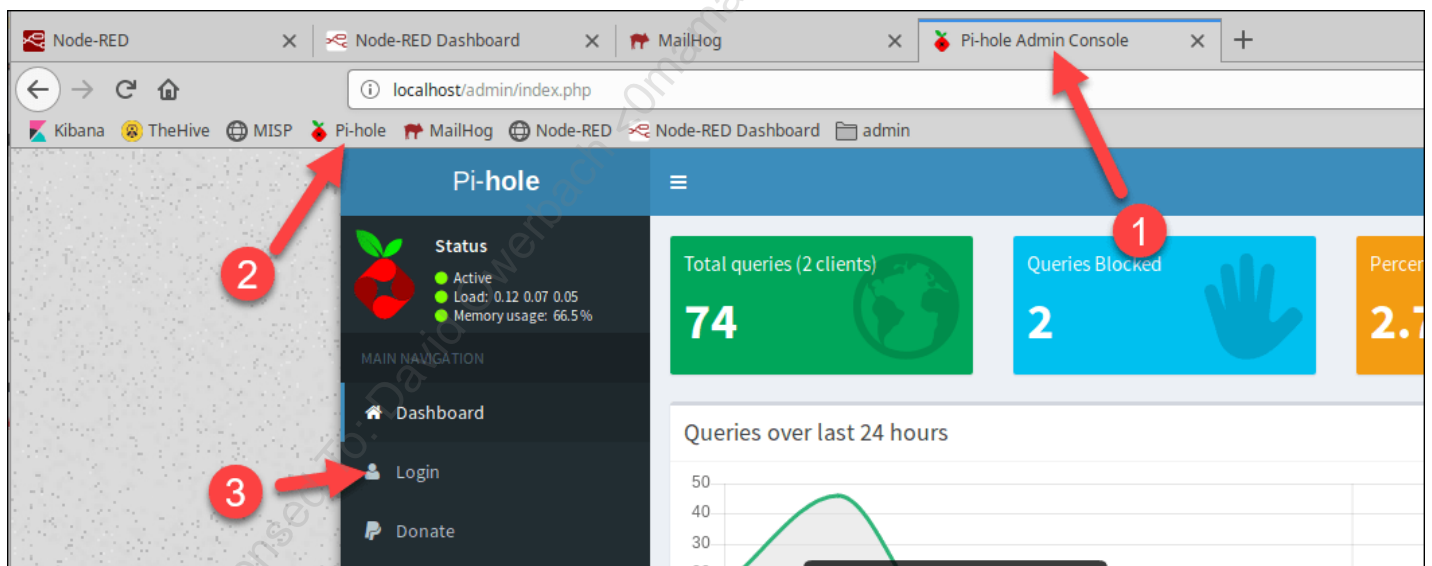 Node-RED
Node-RED Dashboard
MailHog
Pi-hole Admin Console
localhost/admin/index.php
Kibana TheHive MISP Pi-hole MailHog Node-RED Node-RED Dashboard admin
Pi-hole
1
2
Status
Active
Load: 0.12 0.07 0.05
Memory usage: 66.5 %
Total queries (2 clients)
74
Queries Blocked
2
2.7
MAIN NAVIGATION
Dashboard
3
Login
Donate
Queries over last 24 hours
50
40
30